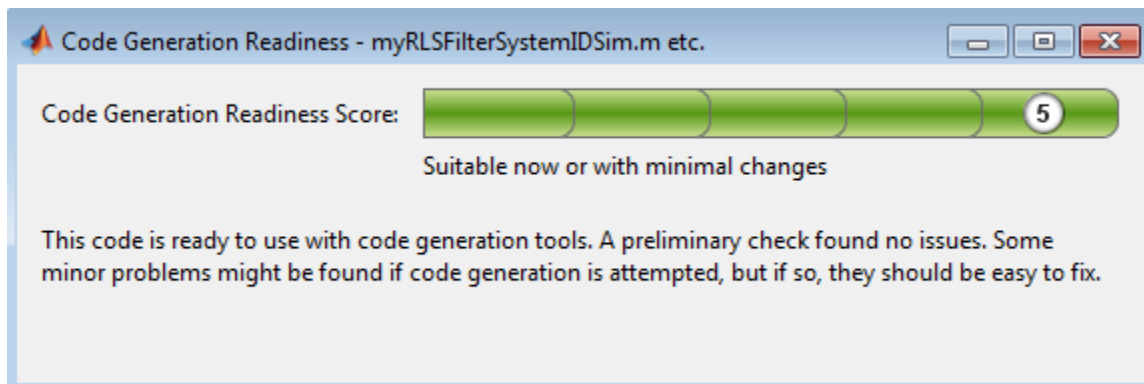 Code Generation Readiness - myRLSFilterSystemIDSim.m etc.
Code Generation Readiness Score:
5
Suitable now or with minimal changes
This code is ready to use with code generation tools. A preliminary check found no issues. Some
minor problems might be found if code generation is attempted, but if so, they should be easy to fix.